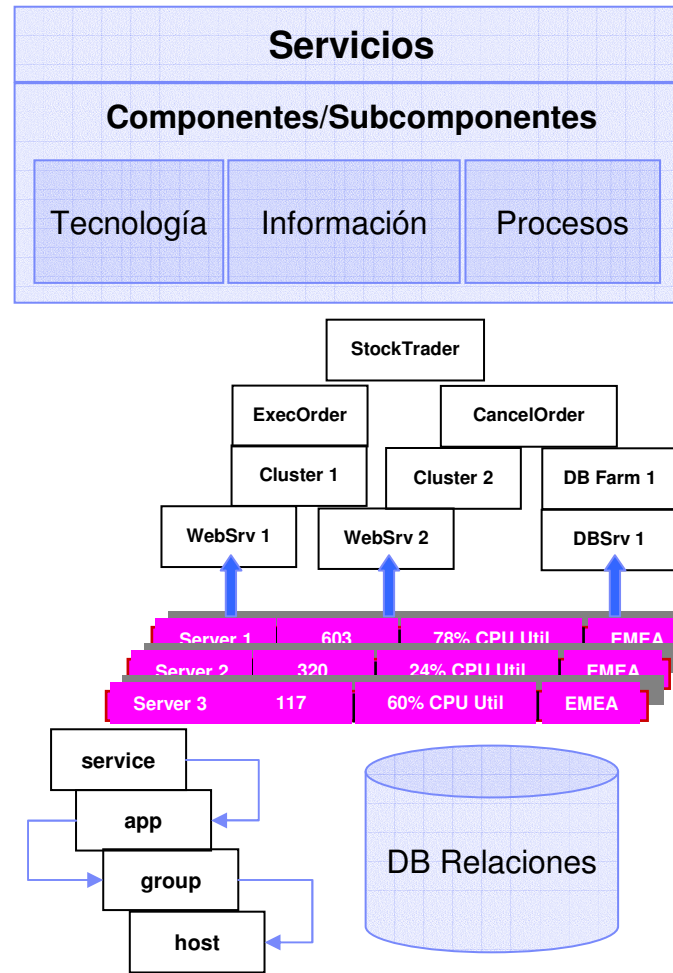 Servicios
Componentes/Subcomponentes
Tecnología Información Procesos
StockTrader
ExecOrder CancelOrder
Cluster 1 Cluster 2 DB Farm 1
WebSrv 1 WebSrv 2 DBSrv 1
Server 1 603 78% CPU Util EMEA
Server 2 320 24% CPU Util EMEA
Server 3 117 60% CPU Util EMEA
service
app
group
host
DB Relaciones